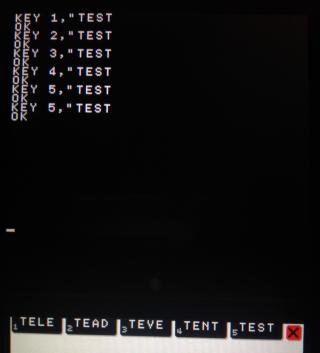 KEY 1,"TEST
OK
KEY 2,"TEST
OK
KEY 3,"TEST
OK
KEY 4,"TEST
OK
KEY 5,"TEST
OK
KEY 5,"TEST
OK
1TELE 2TEAD 3TEVE 4TENT 5TEST X